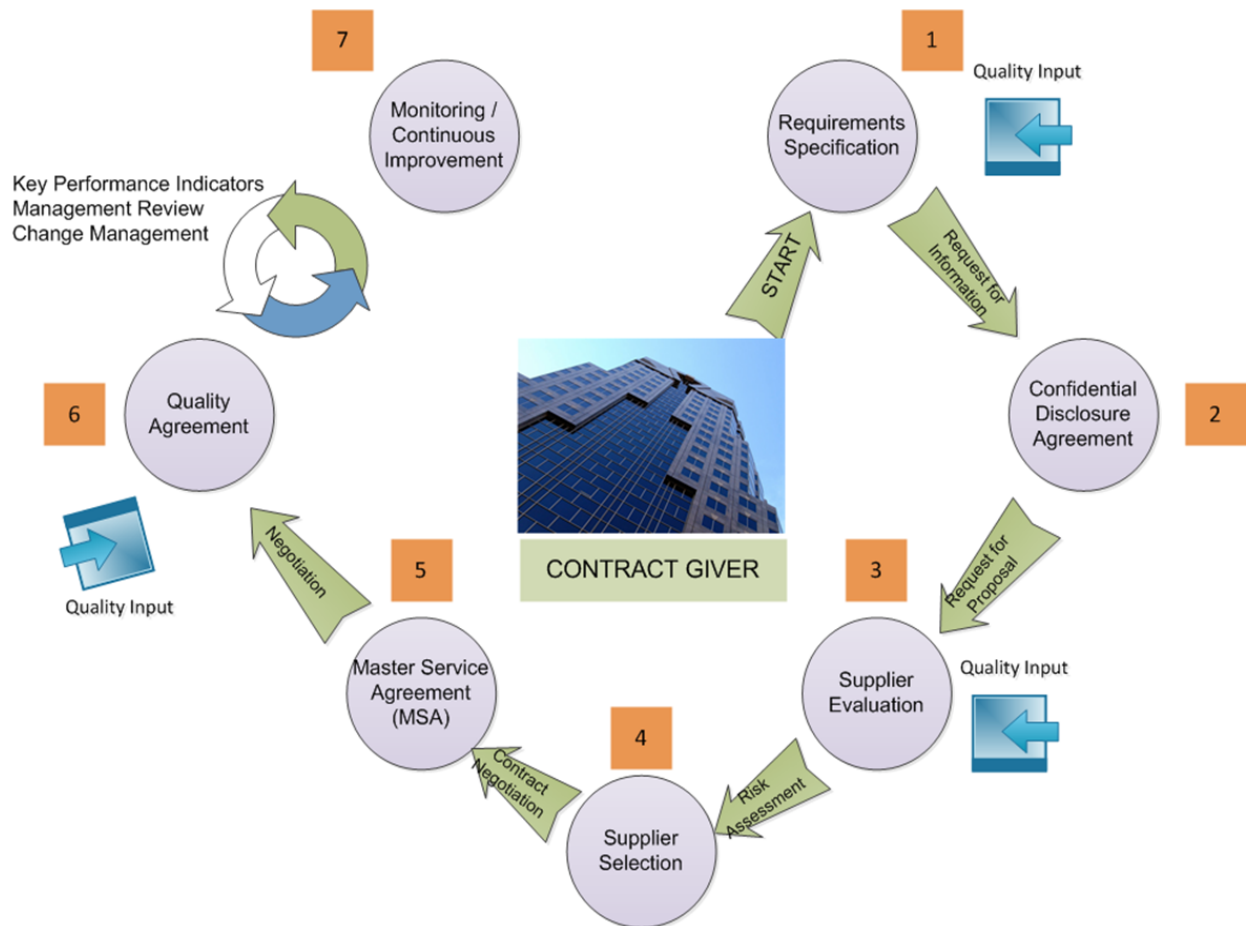 7
Monitoring /
Continuous
Improvement
1
Quality Input
Requirements
Specification
Key Performance Indicators
Management Review
Change Management
START
Request for
Information
6
Quality
Agreement
Confidential
Disclosure
Agreement
2
Quality Input
Negotiation
5
CONTRACT GIVER
3
Request for
Proposal
Master Service
Agreement
(MSA)
Supplier
Evaluation
Quality Input
4
Contract
Negotiation
Risk
Assessment
Supplier
Selection